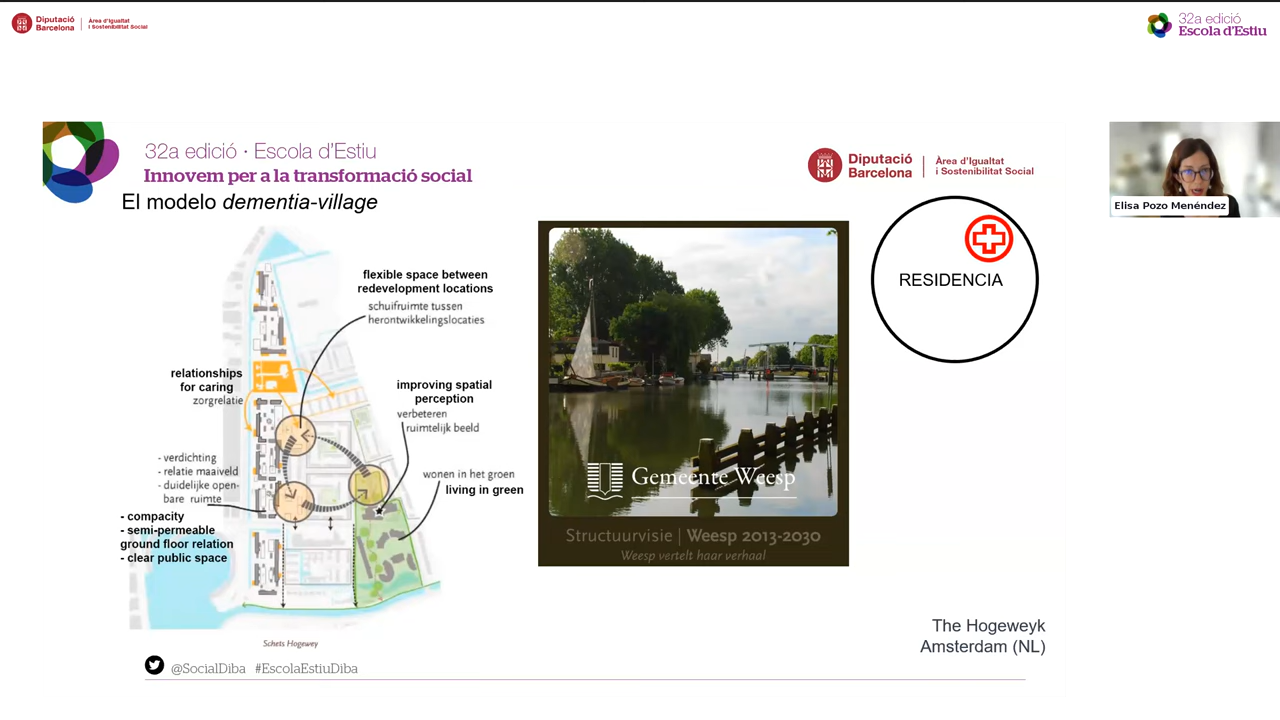 Diputació
Barcelona
Àrea d'Igualtat
i Sostenibilitat Social
32a edició
Escola d'Estiu
32a edició · Escola d'Estiu
Innovem per a la transformació social
El modelo dementia-village
Diputació
Barcelona
Àrea d'Igualtat
i Sostenibilitat Social
Elisa Pozo Menéndez
flexible space between
redevelopment locations
schuifruimte tussen
herontwikkelingslocaties
relationships
for caring
zorgrelatie
improving spatial
perception
verbeteren
ruimtelijk beeld
- verdichting
- relatie maaiveld
- duidelijke open-
bare ruimte
wonen in het groen
living in green
- compacity
- semi-permeable
ground floor relation
- clear public space
Schets Hogewey
Gemeente Weesp
Structuurvisie | Weesp 2013-2030
Weesp vertelt haar verhaal
RESIDENCIA
The Hogeweyk
Amsterdam (NL)
@SocialDiba #EscolaEstiuDiba